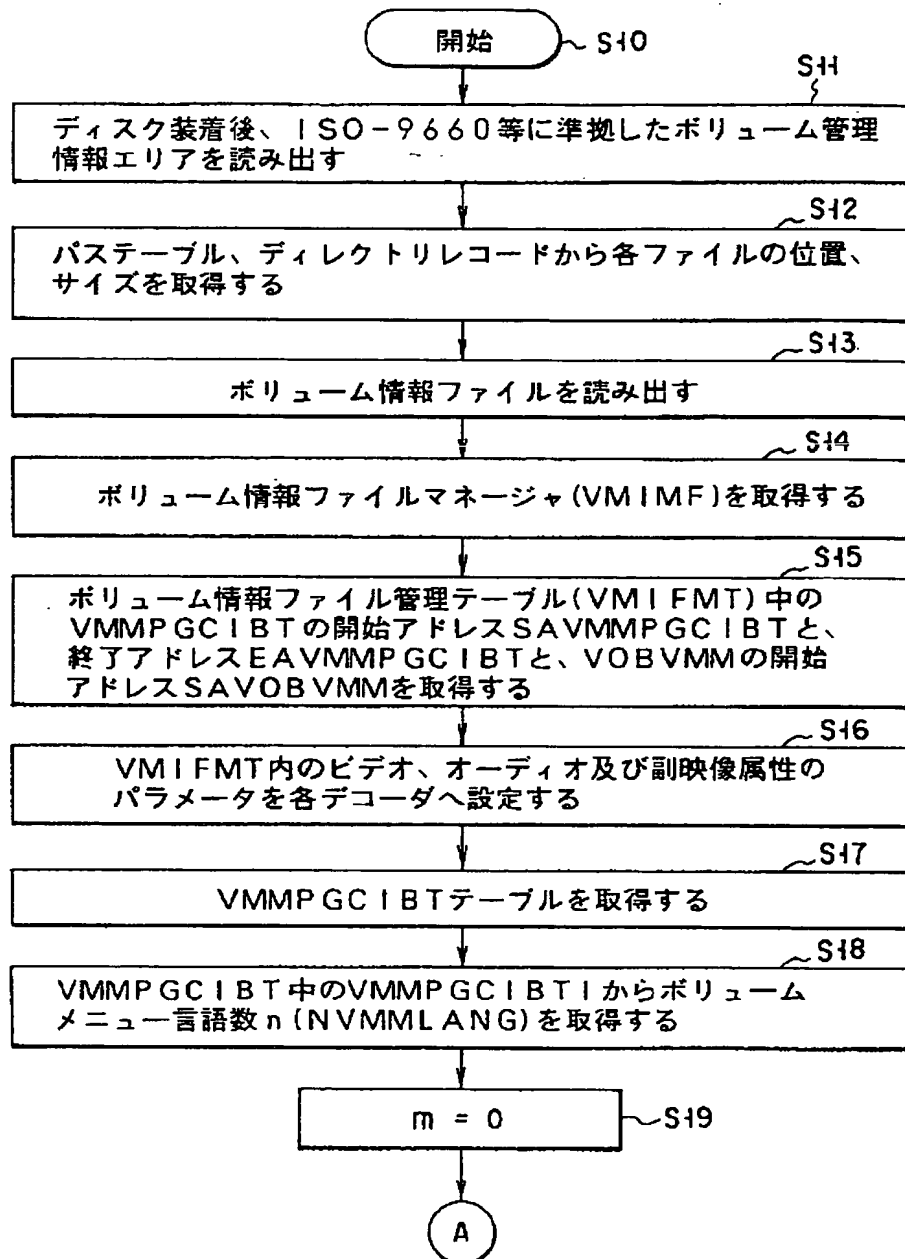 開始
S10
S11
ディスク装着後、ISO-9660等に準拠したボリューム管理
情報エリアを読み出す
S12
パステーブル、ディレクトリレコードから各ファイルの位置、
サイズを取得する
S13
ボリューム情報ファイルを読み出す
S14
ボリューム情報ファイルマネージャ(VMIMF)を取得する
S15
ボリューム情報ファイル管理テーブル(VMIFMT)中の
VMMPGCIBTの開始アドレスSAVMMPGCIBTと、
終了アドレスEAVMMPGCIBTと、VOBVMMの開始
アドレスSAVOBVMMを取得する
S16
VMIFMT内のビデオ、オーディオ及び副映像属性の
パラメータを各デコーダへ設定する
S17
VMMPGCIBTテーブルを取得する
S18
VMMPGCIBT中のVMMPGCIBTIからボリューム
メニュー言語数n(NVMMLANG)を取得する
m = 0
S19
A